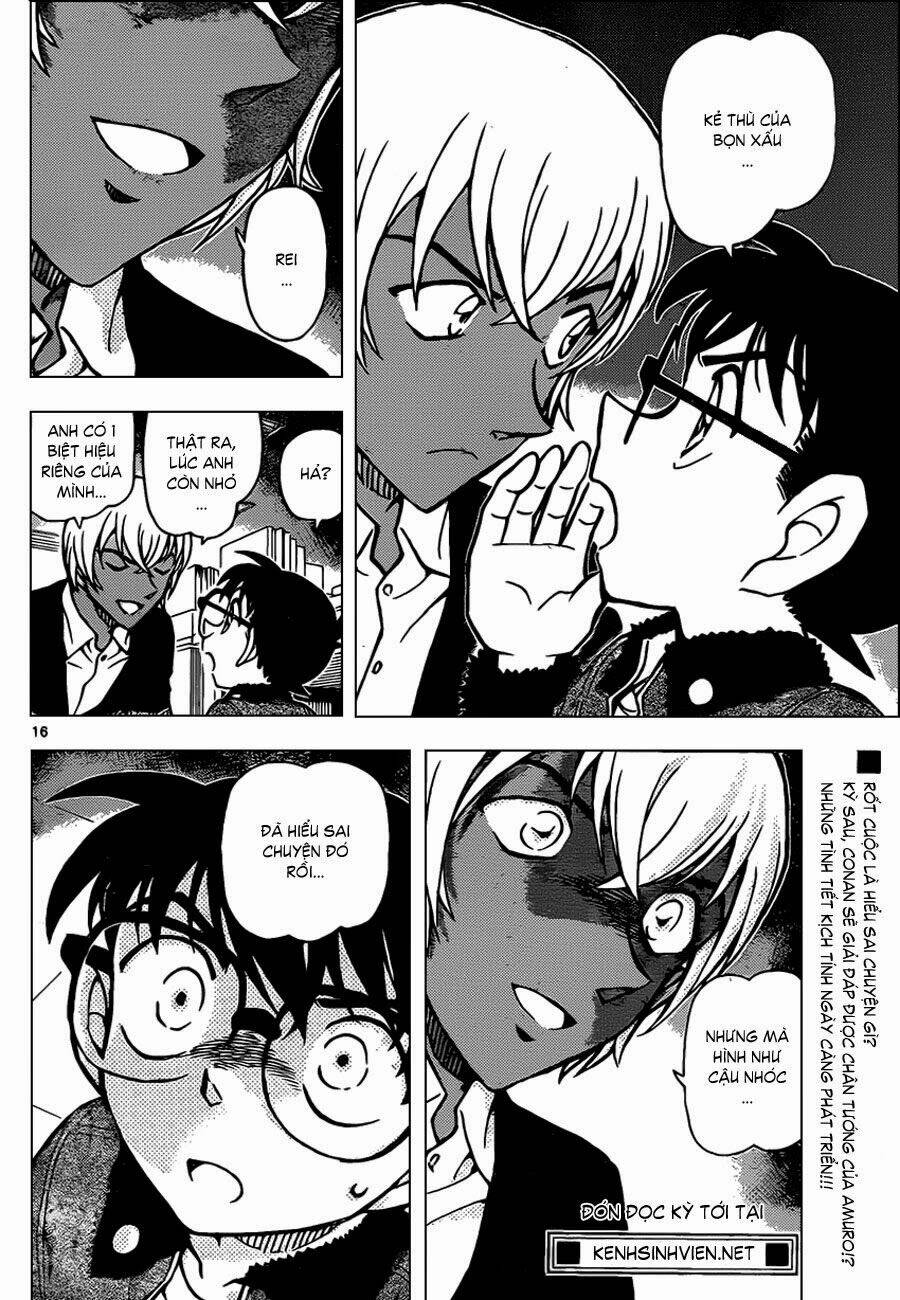 KẺ THÙ CỦA
BỌN XẤU
...
REI
...
HẢ?
THẬT RA,
LÚC ANH
CÒN NHỎ
...
ANH CÓ 1
BIỆT HIỆU
RIÊNG CỦA
MÌNH...
16
NHƯNG MÀ
HÌNH NHƯ
CẬU NHÓC
...
ĐÃ HIỂU SAI
CHUYỆN ĐÓ
RỒI...
RỐT CUỘC LÀ HIỂU SAI CHUYỆN GÌ?
KỲ SAU, CONAN SẼ GIẢI ĐÁP ĐƯỢC CHÂN TƯỚNG CỦA AMURO!?
NHỮNG TÌNH TIẾT KỊCH TÍNH NGÀY CÀNG PHÁT TRIỂN!!!!
ĐÓN ĐỌC KỲ TỚI TẠI
KENHSINHVIEN.NET